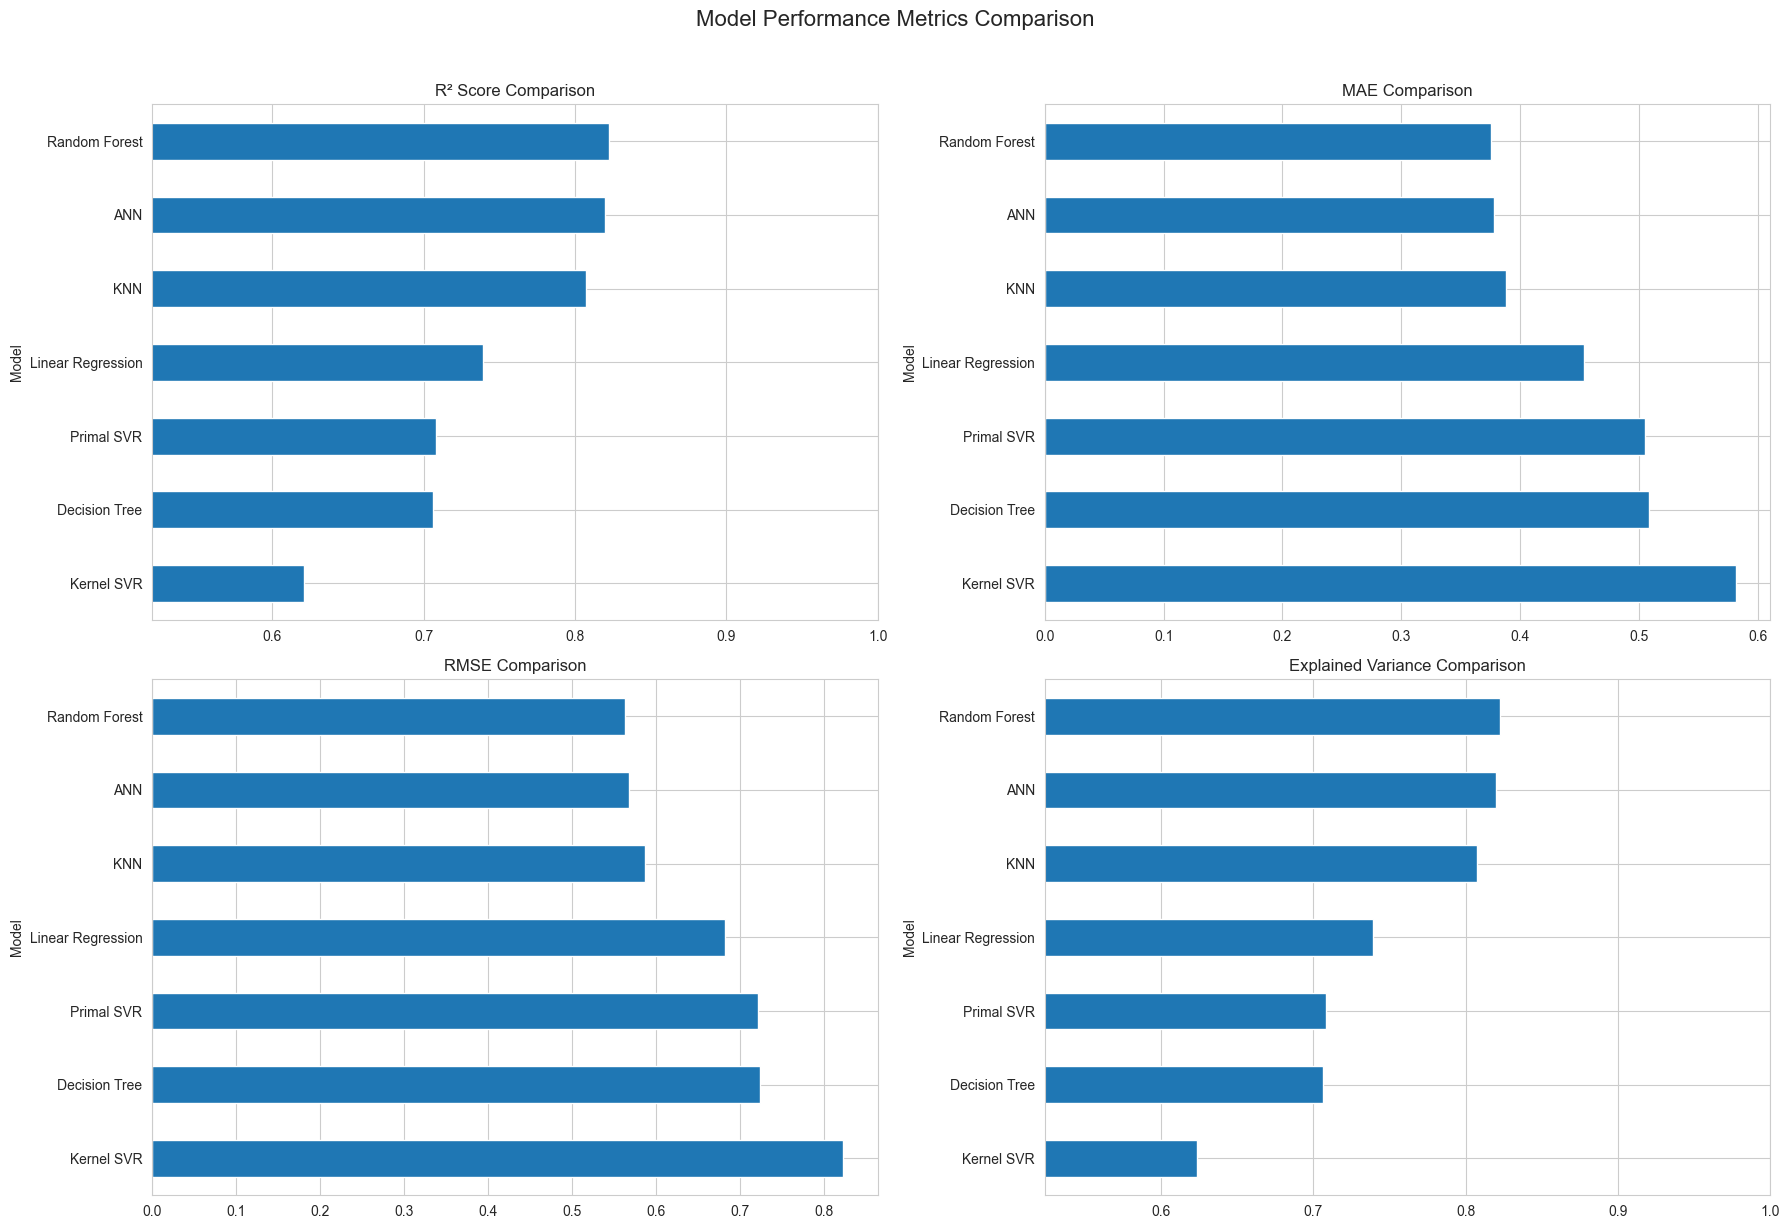 Model Performance Metrics Comparison
R² Score Comparison
Model
Random Forest
ANN
KNN
Linear Regression
Primal SVR
Decision Tree
Kernel SVR
0.6 0.7 0.8 0.9 1.0
MAE Comparison
Model
Random Forest
ANN
KNN
Linear Regression
Primal SVR
Decision Tree
Kernel SVR
0.0 0.1 0.2 0.3 0.4 0.5 0.6
RMSE Comparison
Model
Random Forest
ANN
KNN
Linear Regression
Primal SVR
Decision Tree
Kernel SVR
0.0 0.1 0.2 0.3 0.4 0.5 0.6 0.7 0.8
Explained Variance Comparison
Model
Random Forest
ANN
KNN
Linear Regression
Primal SVR
Decision Tree
Kernel SVR
0.6 0.7 0.8 0.9 1.0